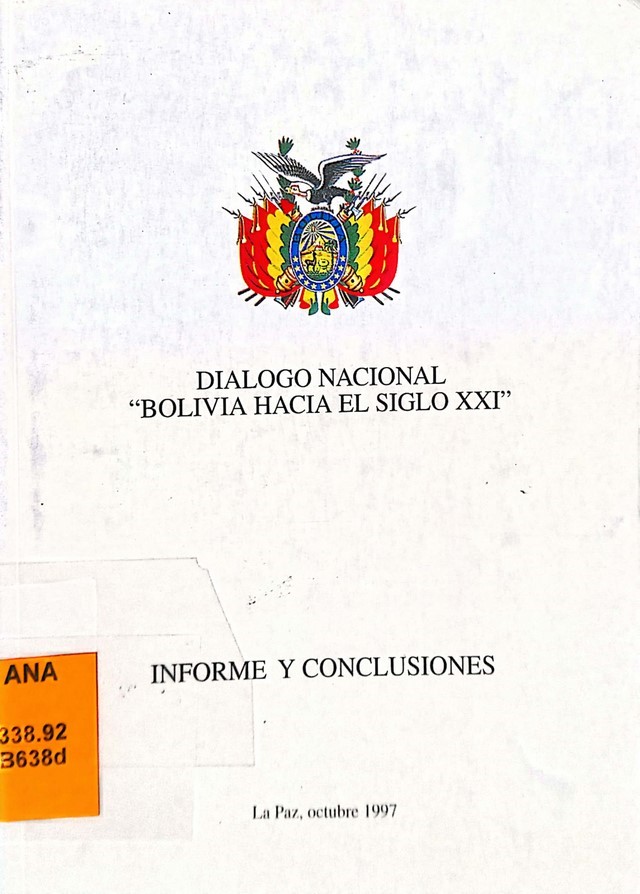 DIALOGO NACIONAL
“BOLIVIA HACIA EL SIGLO XXI”
INFORME Y CONCLUSIONES
ANA
338.92
B638d
La Paz, octubre 1997